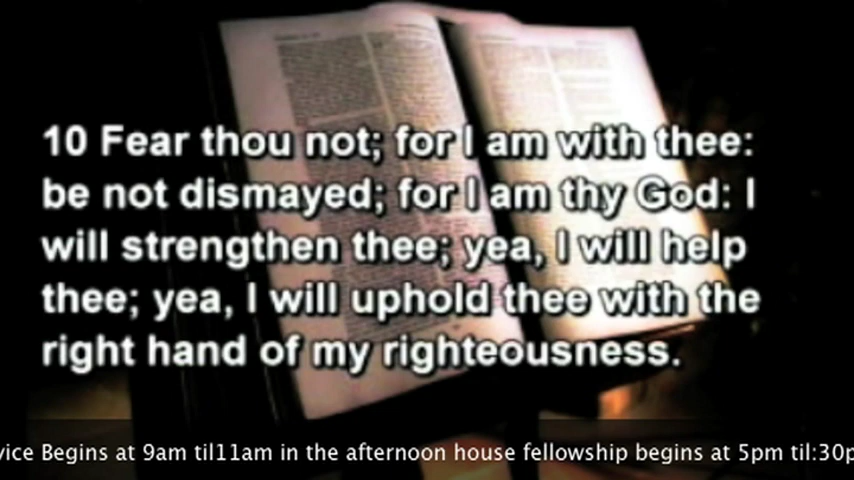 10 Fear thou not; for I am with thee:
be not dismayed; for I am thy God: I
will strengthen thee; yea, I will help
thee; yea, I will uphold thee with the
right hand of my righteousness.
vice Begins at 9am til11am in the afternoon house fellowship begins at 5pm til:30p